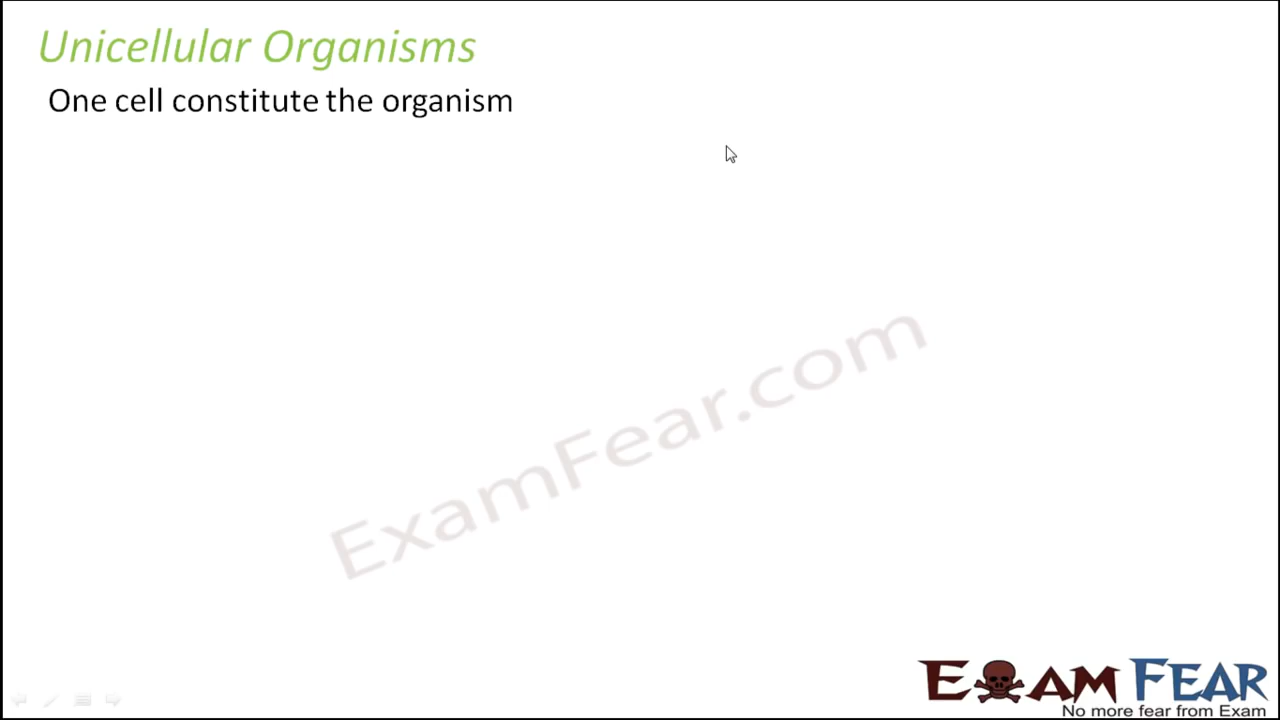 Unicellular Organisms
One cell constitute the organism
ExamFear.com
EXAM FEAR
No more fear from Exam